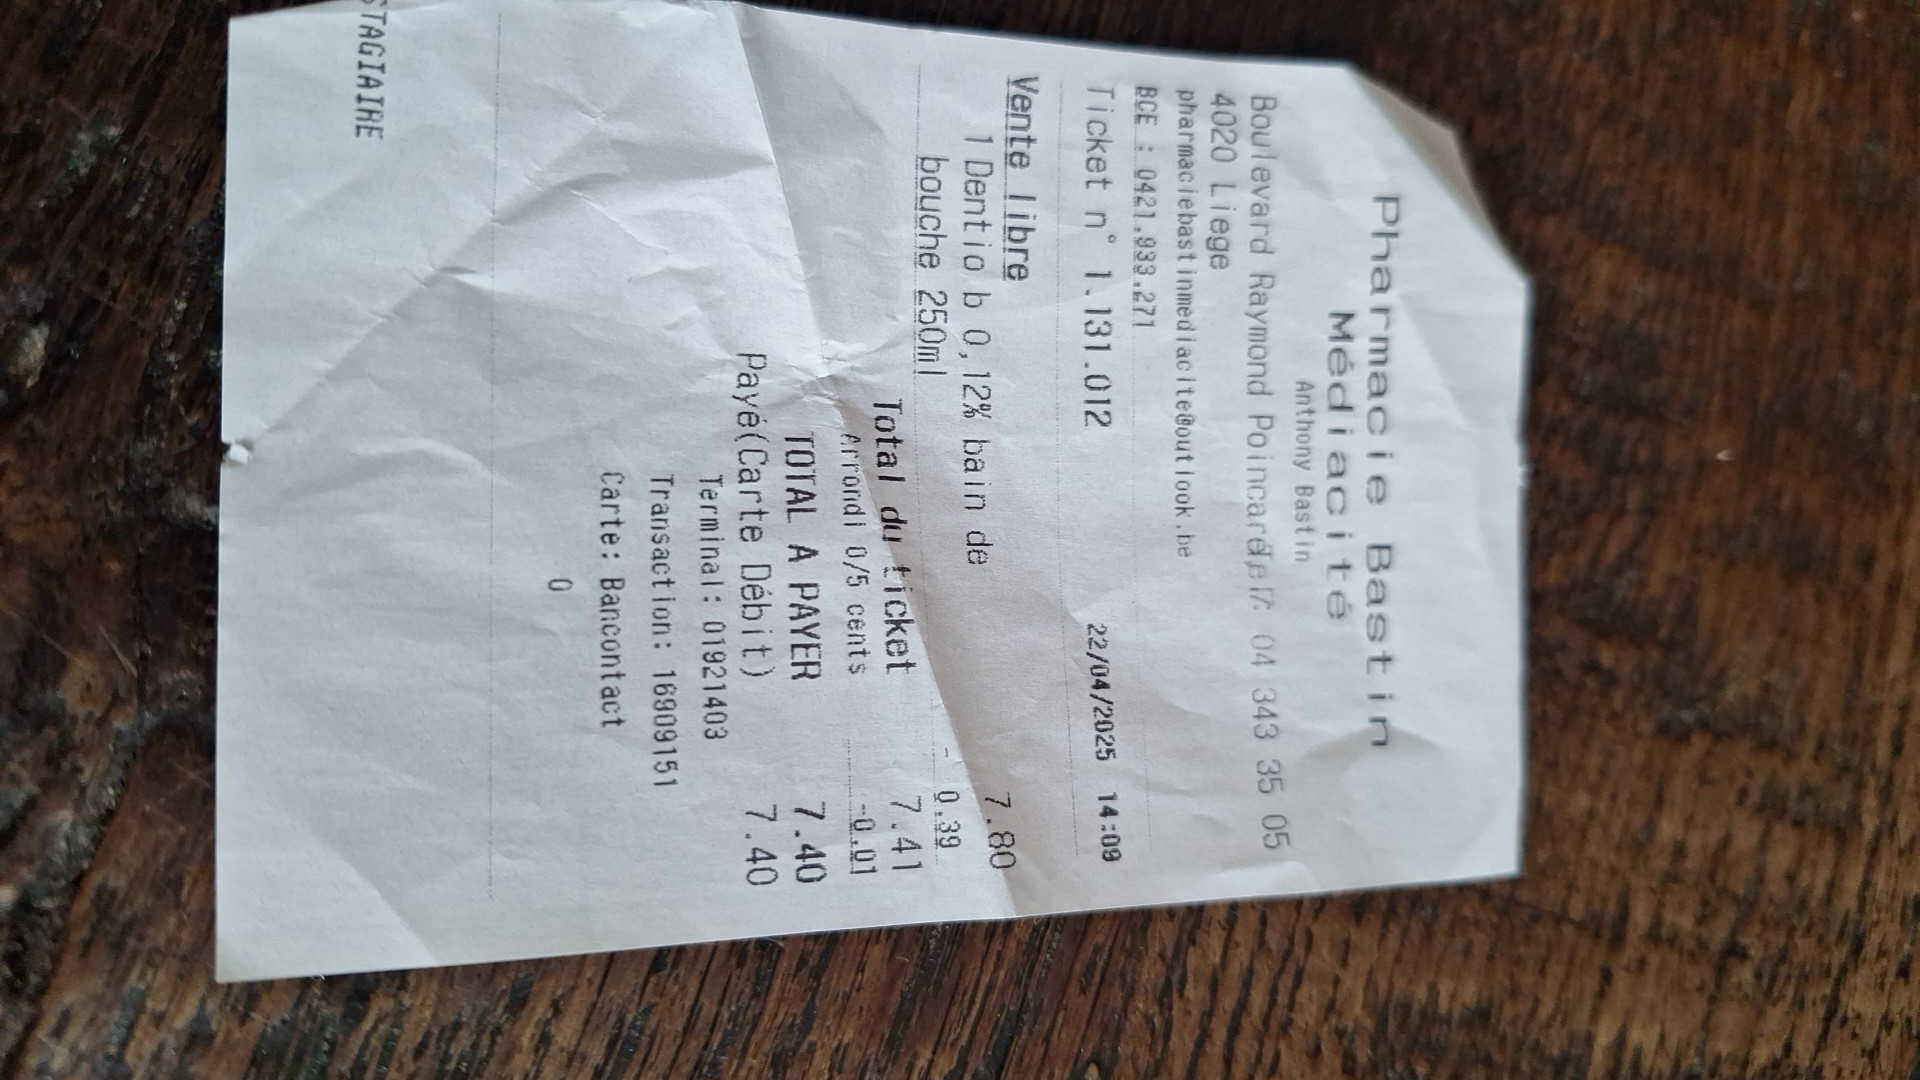 Pharmacie Bastin
Médiacité
Anthony Bastin
Boulevard Raymond Poincaré, 7 Tel: 04 343 35 05
4020 Liege
pharmaciebastinmediacite@outlook.be
BCE : 0421.933.271
Ticket n° 1.131.012 22/04/2025 14:09
Vente libre
1 Dentio b 0,12% bain de 7.80
bouche 250ml - 0.39
Total du ticket 7.41
Arrondi 0/5 cents -0.01
TOTAL A PAYER 7.40
Payé(Carte Débit) 7.40
Terminal: 01921403
Transaction: 16809151
Carte: Bancontact
0
STAGIAIRE